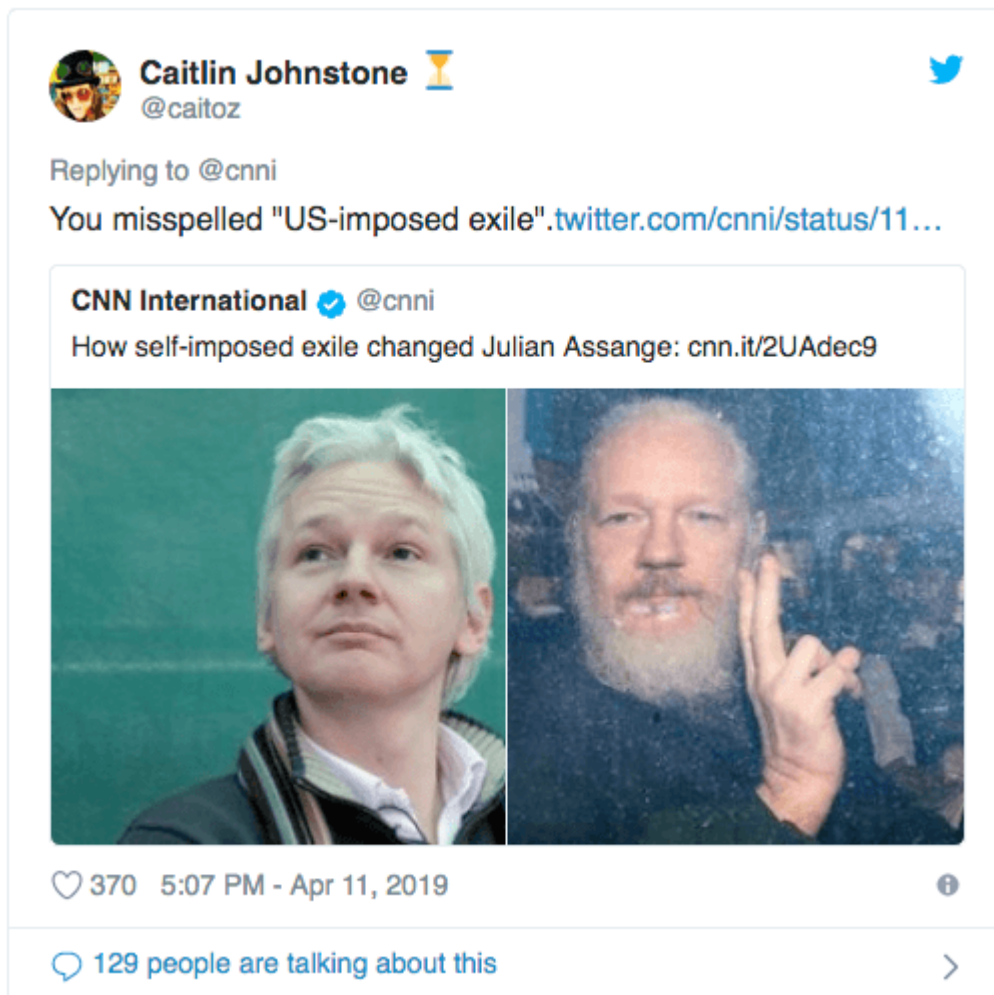 Caitlin Johnstone ⏳
@caitoz
Replying to @cnni
You misspelled "US-imposed exile".twitter.com/cnni/status/11…
CNN International @cnni
How self-imposed exile changed Julian Assange: cnn.it/2UAdec9
370 5:07 PM - Apr 11, 2019
129 people are talking about this